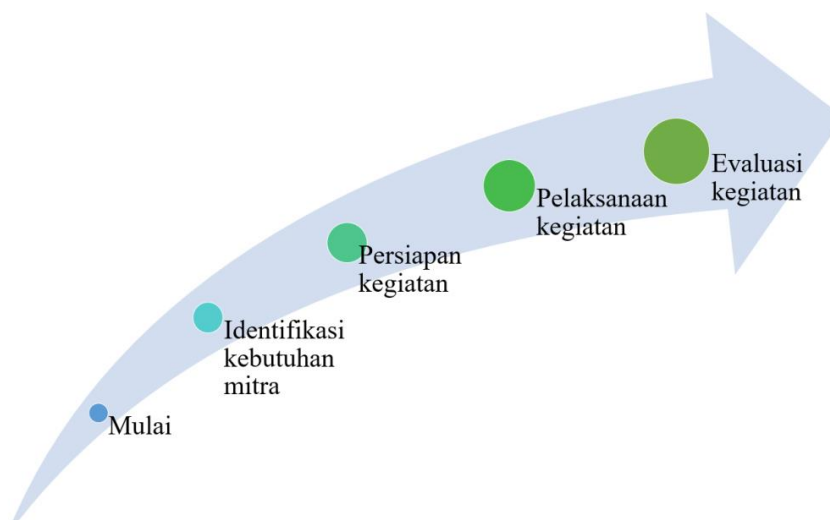 Mulai
Identifikasi
kebutuhan
mitra
Persiapan
kegiatan
Pelaksanaan
kegiatan
Evaluasi
kegiatan